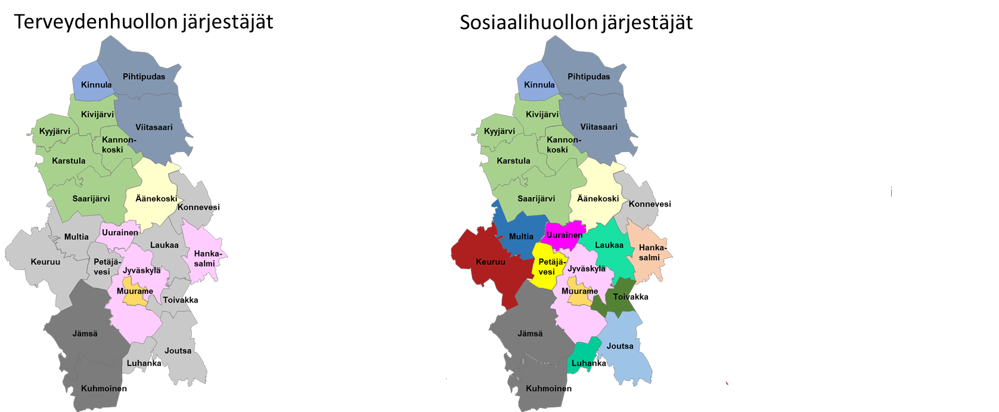 Terveydenhuollon järjestäjät
Pihtipudas
Kinnula
Kivijärvi
Viitasaari
Kyyjärvi
Kannon-
koski
Karstula
Saarijärvi
Äänekoski
Konnevesi
Uurainen
Multia
Laukaa
Hanka-
salmi
Keuruu
Petäjä-
vesi
Jyväskylä
Muurame
Toivakka
Jämsä
Joutsa
Luhanka
Kuhmoinen
Sosiaalihuollon järjestäjät
Pihtipudas
Kinnula
Kivijärvi
Viitasaari
Kyyjärvi
Kannon-
koski
Karstula
Saarijärvi
Äänekoski
Konnevesi
Uurainen
Multia
Laukaa
Hanka-
salmi
Keuruu
Petäjä-
vesi
Jyväskylä
Muurame
Toivakka
Jämsä
Joutsa
Luhanka
Kuhmoinen